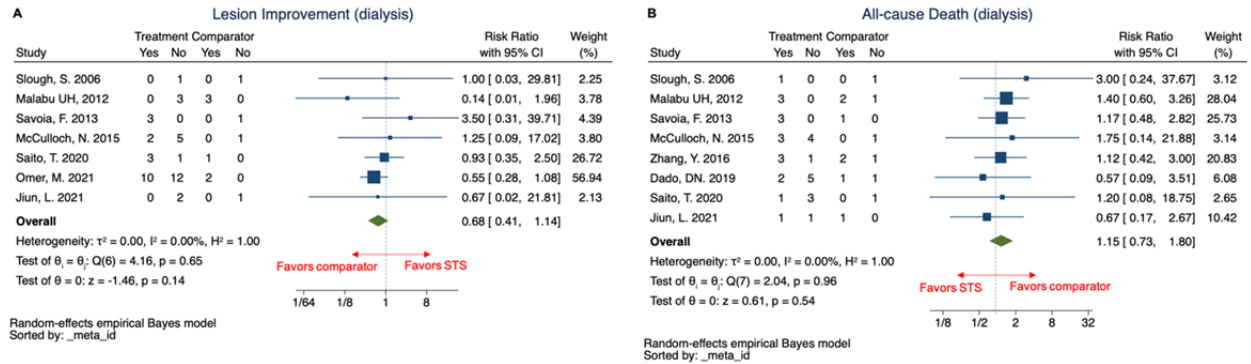 A Lesion Improvement (dialysis)
Treatment Comparator Risk Ratio Weight
Study Yes No Yes No with 95% CI (%)
Slough, S. 2006 0 1 0 1 1.00 [ 0.03, 29.81] 2.25
Malabu UH, 2012 0 3 3 0 0.14 [ 0.01, 1.96] 3.78
Savoia, F. 2013 3 0 0 1 3.50 [ 0.31, 39.71] 4.39
McCulloch, N. 2015 2 5 0 1 1.25 [ 0.09, 17.02] 3.80
Saito, T. 2020 3 1 1 0 0.93 [ 0.35, 2.50] 26.72
Omer, M. 2021 10 12 2 0 0.55 [ 0.28, 1.08] 56.94
Jiun, L. 2021 0 2 0 1 0.67 [ 0.02, 21.81] 2.13
Overall 0.68 [ 0.41, 1.14]
Heterogeneity: τ² = 0.00, I² = 0.00%, H² = 1.00
Test of θᵢ = θⱼ: Q(6) = 4.16, p = 0.65
Favors comparator Favors STS
Test of θ = 0: z = -1.46, p = 0.14
1/64 1/8 1 8
Random-effects empirical Bayes model
Sorted by: _meta_id
B All-cause Death (dialysis)
Treatment Comparator Risk Ratio Weight
Study Yes No Yes No with 95% CI (%)
Slough, S. 2006 1 0 0 1 3.00 [ 0.24, 37.67] 3.12
Malabu UH, 2012 3 0 2 1 1.40 [ 0.60, 3.26] 28.04
Savoia, F. 2013 3 0 1 0 1.17 [ 0.48, 2.82] 25.73
McCulloch, N. 2015 3 4 0 1 1.75 [ 0.14, 21.88] 3.14
Zhang, Y. 2016 3 1 2 1 1.12 [ 0.42, 3.00] 20.83
Dado, DN. 2019 2 5 1 1 0.57 [ 0.09, 3.51] 6.08
Saito, T. 2020 1 3 0 1 1.20 [ 0.08, 18.75] 2.65
Jiun, L. 2021 1 1 1 0 0.67 [ 0.17, 2.67] 10.42
Overall 1.15 [ 0.73, 1.80]
Heterogeneity: τ² = 0.00, I² = 0.00%, H² = 1.00
Test of θᵢ = θⱼ: Q(7) = 2.04, p = 0.96
Favors STS Favors comparator
Test of θ = 0: z = 0.61, p = 0.54
1/8 1/2 2 8 32
Random-effects empirical Bayes model
Sorted by: _meta_id